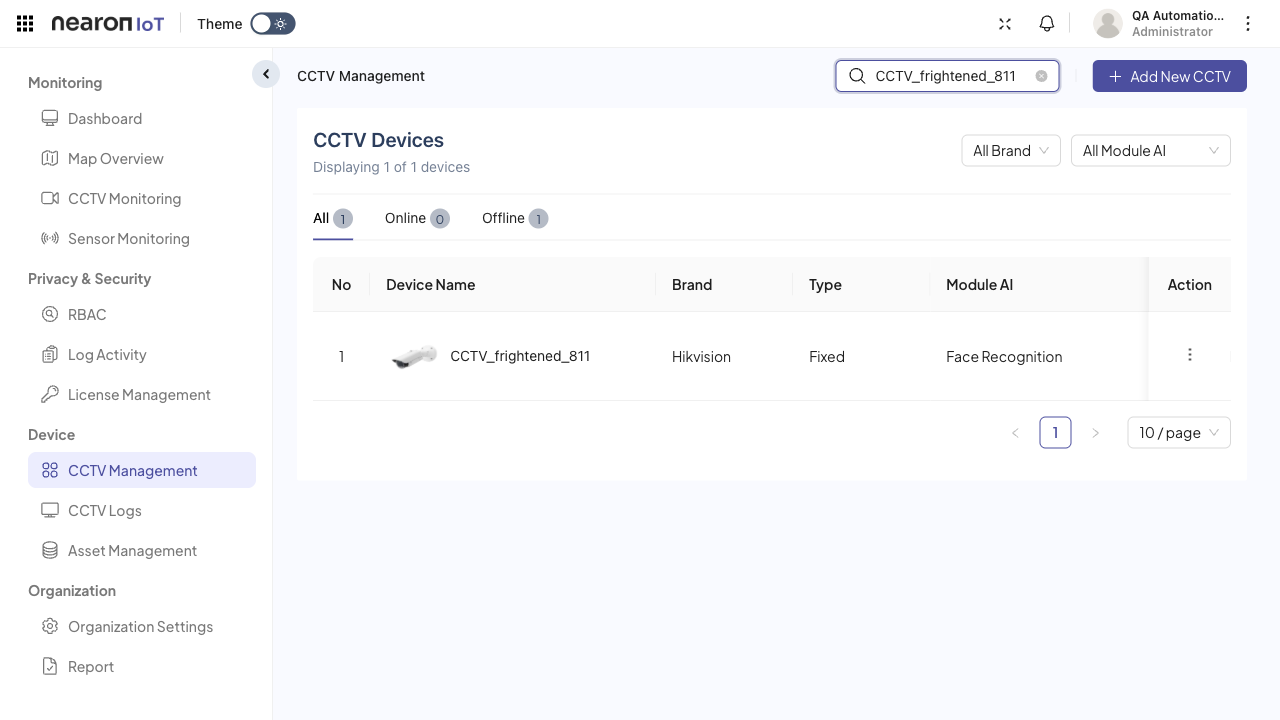 nearon IoT
Theme
QA Automatio...
Administrator
Monitoring
Dashboard
Map Overview
CCTV Monitoring
Sensor Monitoring
Privacy & Security
RBAC
Log Activity
License Management
Device
CCTV Management
CCTV Logs
Asset Management
Organization
Organization Settings
Report
CCTV Management
CCTV_frightened_811
Add New CCTV
CCTV Devices
Displaying 1 of 1 devices
All Brand
All Module AI
All 1 Online 0 Offline 1
No Device Name Brand Type Module AI Action
1 CCTV_frightened_811 Hikvision Fixed Face Recognition
1 10 / page